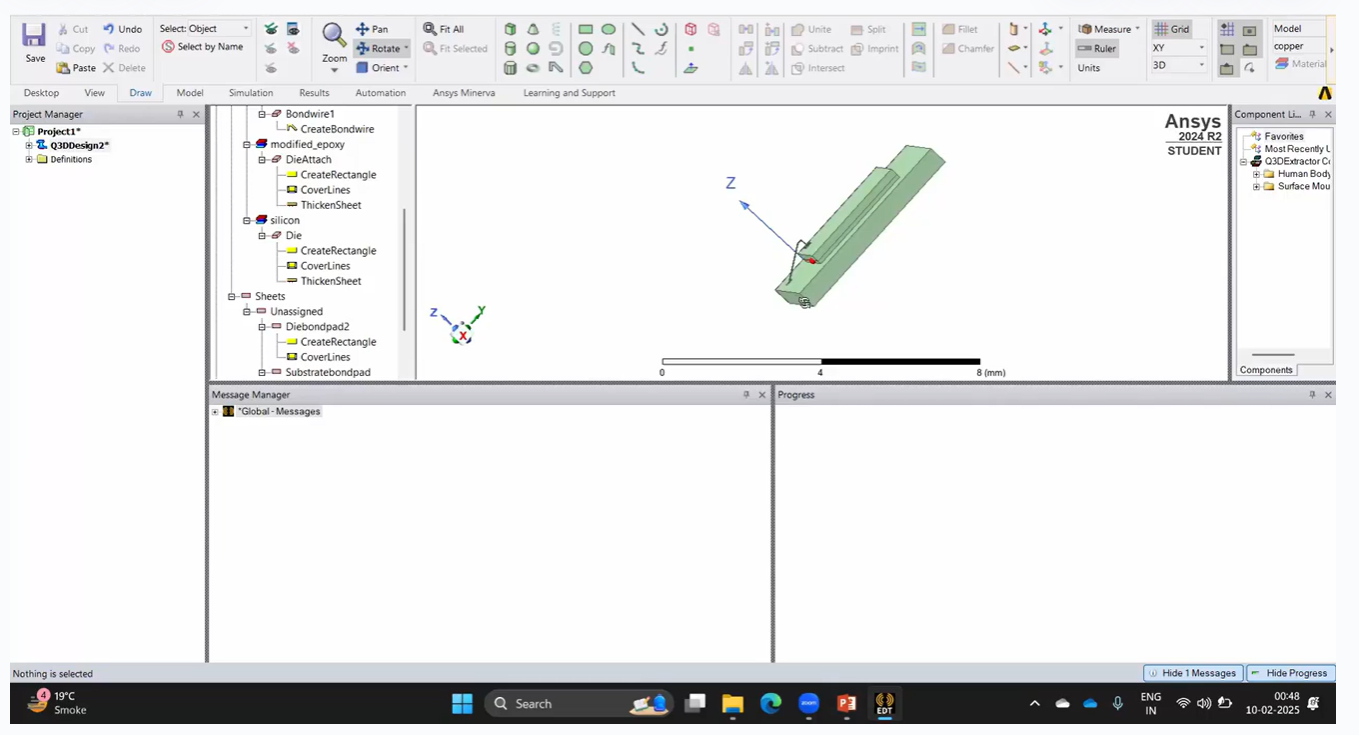 Cut Undo Select: Object Pan Fit All Unite Split Fillet Measure Grid Model
Save Copy Redo Select by Name Zoom Rotate Fit Selected Subtract Imprint Chamfer Ruler XY copper
Paste Delete Orient Intersect Units 3D Material
Desktop View Draw Model Simulation Results Automation Ansys Minerva Learning and Support
Project Manager
Project1*
Q3DDesign2*
Definitions
Bondwire1
CreateBondwire
modified_epoxy
DieAttach
CreateRectangle
CoverLines
ThickenSheet
silicon
Die
CreateRectangle
CoverLines
ThickenSheet
Sheets
Unassigned
Diebondpad2
CreateRectangle
CoverLines
Substratebondpad
Ansys
2024 R2
STUDENT
Z
Z Y
X
0 4 8 (mm)
Component Li...
Favorites
Most Recently U
Q3DExtractor Co
Human Body
Surface Mou
Components
Message Manager
*Global - Messages
Progress
Nothing is selected
Hide 1 Messages Hide Progress
4 19°C
Smoke
Search
zoom
EDT
ENG
IN
00:48
10-02-2025